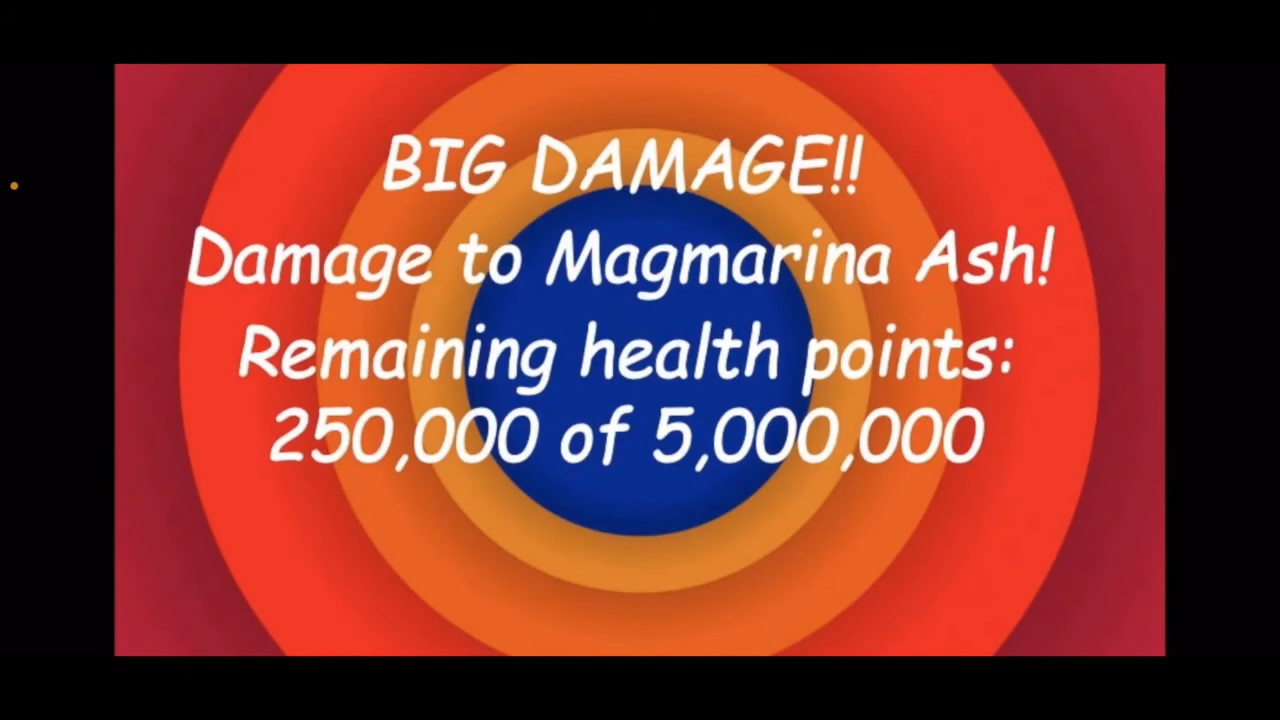 BIG DAMAGE!!
Damage to Magmarina Ash!
Remaining health points:
250,000 of 5,000,000